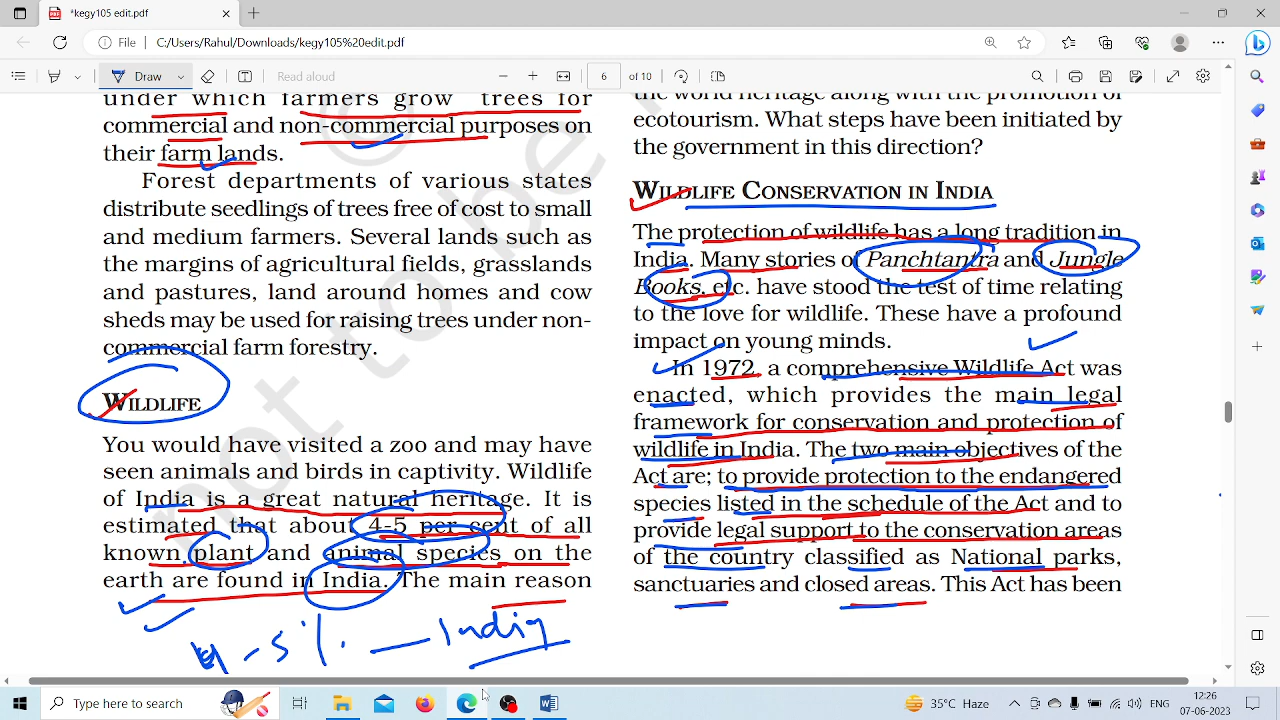 *kegy105 edit.pdf
File C:/Users/Rahul/Downloads/kegy105%20edit.pdf
Draw Read aloud 6 of 10
under which farmers grow trees for
commercial and non-commercial purposes on
their farm lands.
Forest departments of various states
distribute seedlings of trees free of cost to small
and medium farmers. Several lands such as
the margins of agricultural fields, grasslands
and pastures, land around homes and cow
sheds may be used for raising trees under non-
commercial farm forestry.
WILDLIFE
You would have visited a zoo and may have
seen animals and birds in captivity. Wildlife
of India is a great natural heritage. It is
estimated that about 4-5 per cent of all
known plant and animal species on the
earth are found in India. The main reason
4-5%. — India
the world heritage along with the promotion of
ecotourism. What steps have been initiated by
the government in this direction?
WILDLIFE CONSERVATION IN INDIA
The protection of wildlife has a long tradition in
India. Many stories of Panchtantra and Jungle
Books, etc. have stood the test of time relating
to the love for wildlife. These have a profound
impact on young minds.
In 1972, a comprehensive Wildlife Act was
enacted, which provides the main legal
framework for conservation and protection of
wildlife in India. The two main objectives of the
Act are; to provide protection to the endangered
species listed in the schedule of the Act and to
provide legal support to the conservation areas
of the country classified as National parks,
sanctuaries and closed areas. This Act has been
not to be
Type here to search
35°C Haze ENG 12:26
07-06-2023